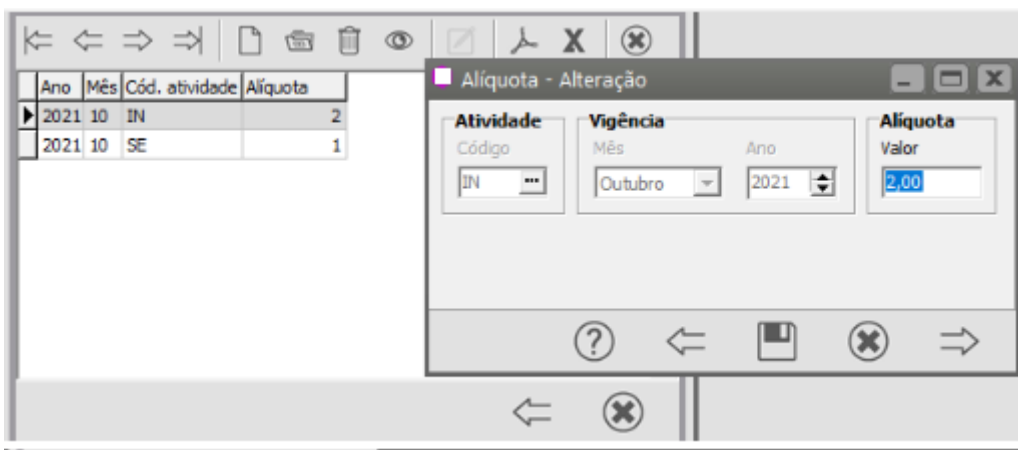 X
Ano Mês Cód. atividade Alíquota
2021 10 IN 2
2021 10 SE 1
Alíquota - Alteração
Atividade Vigência Alíquota
Código Mês Ano Valor
IN ... Outubro 2021 2,00
?